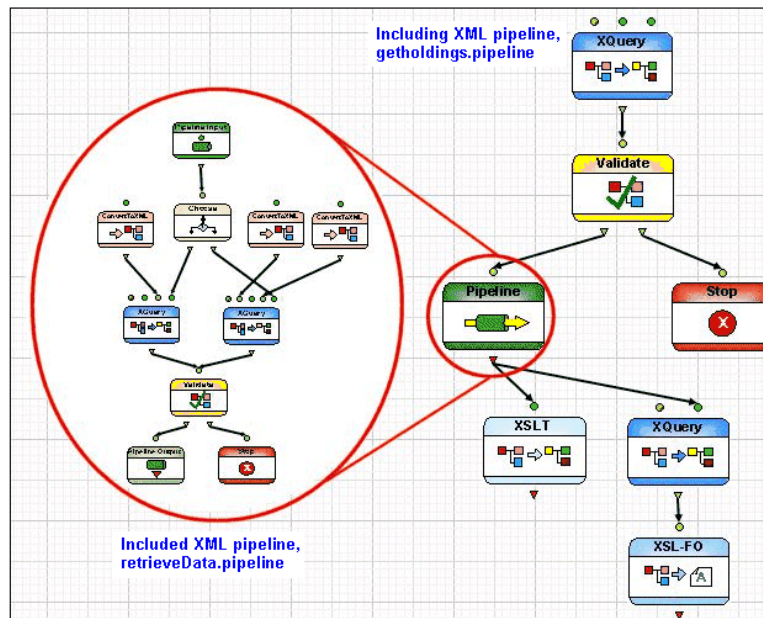 Including XML pipeline,
getholdings.pipeline
XQuery
Validate
Pipeline
Stop
X
XSLT
XQuery
XSL-FO
A
Pipeline Input
ConvertToXML
Choose
ConvertToXML
ConvertToXML
XQuery
XQuery
Validate
Pipeline Output
Stop
X
Included XML pipeline,
retrieveData.pipeline